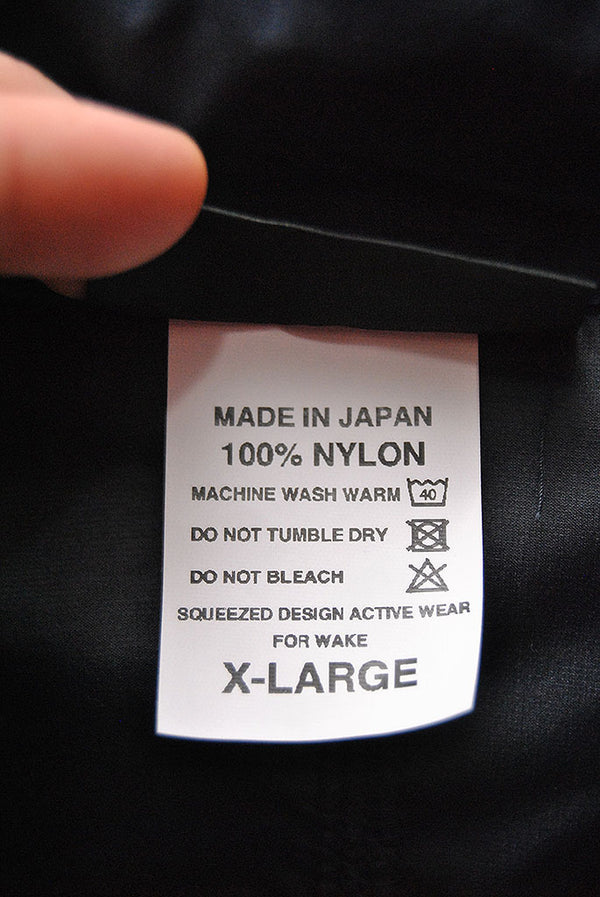 MADE IN JAPAN
100% NYLON
MACHINE WASH WARM 40
DO NOT TUMBLE DRY
DO NOT BLEACH
SQUEEZED DESIGN ACTIVE WEAR
FOR WAKE
X-LARGE